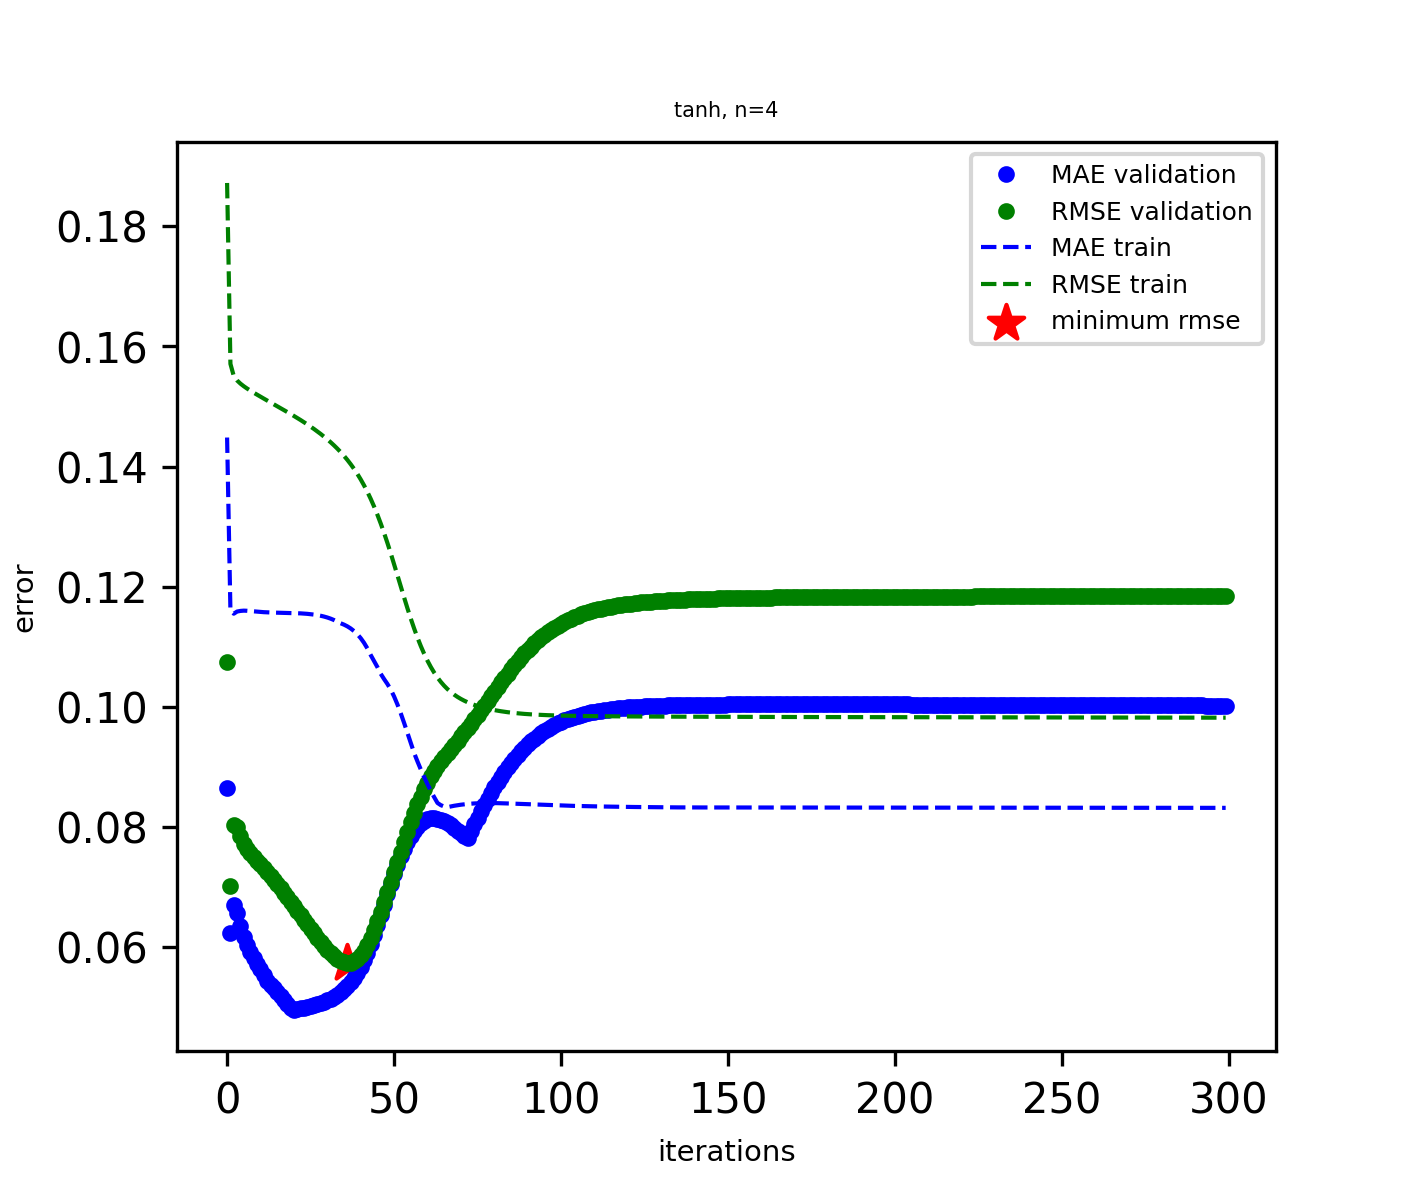 tanh, n=4
MAE validation
RMSE validation
MAE train
RMSE train
minimum rmse
error
0.18
0.16
0.14
0.12
0.10
0.08
0.06
0 50 100 150 200 250 300
iterations